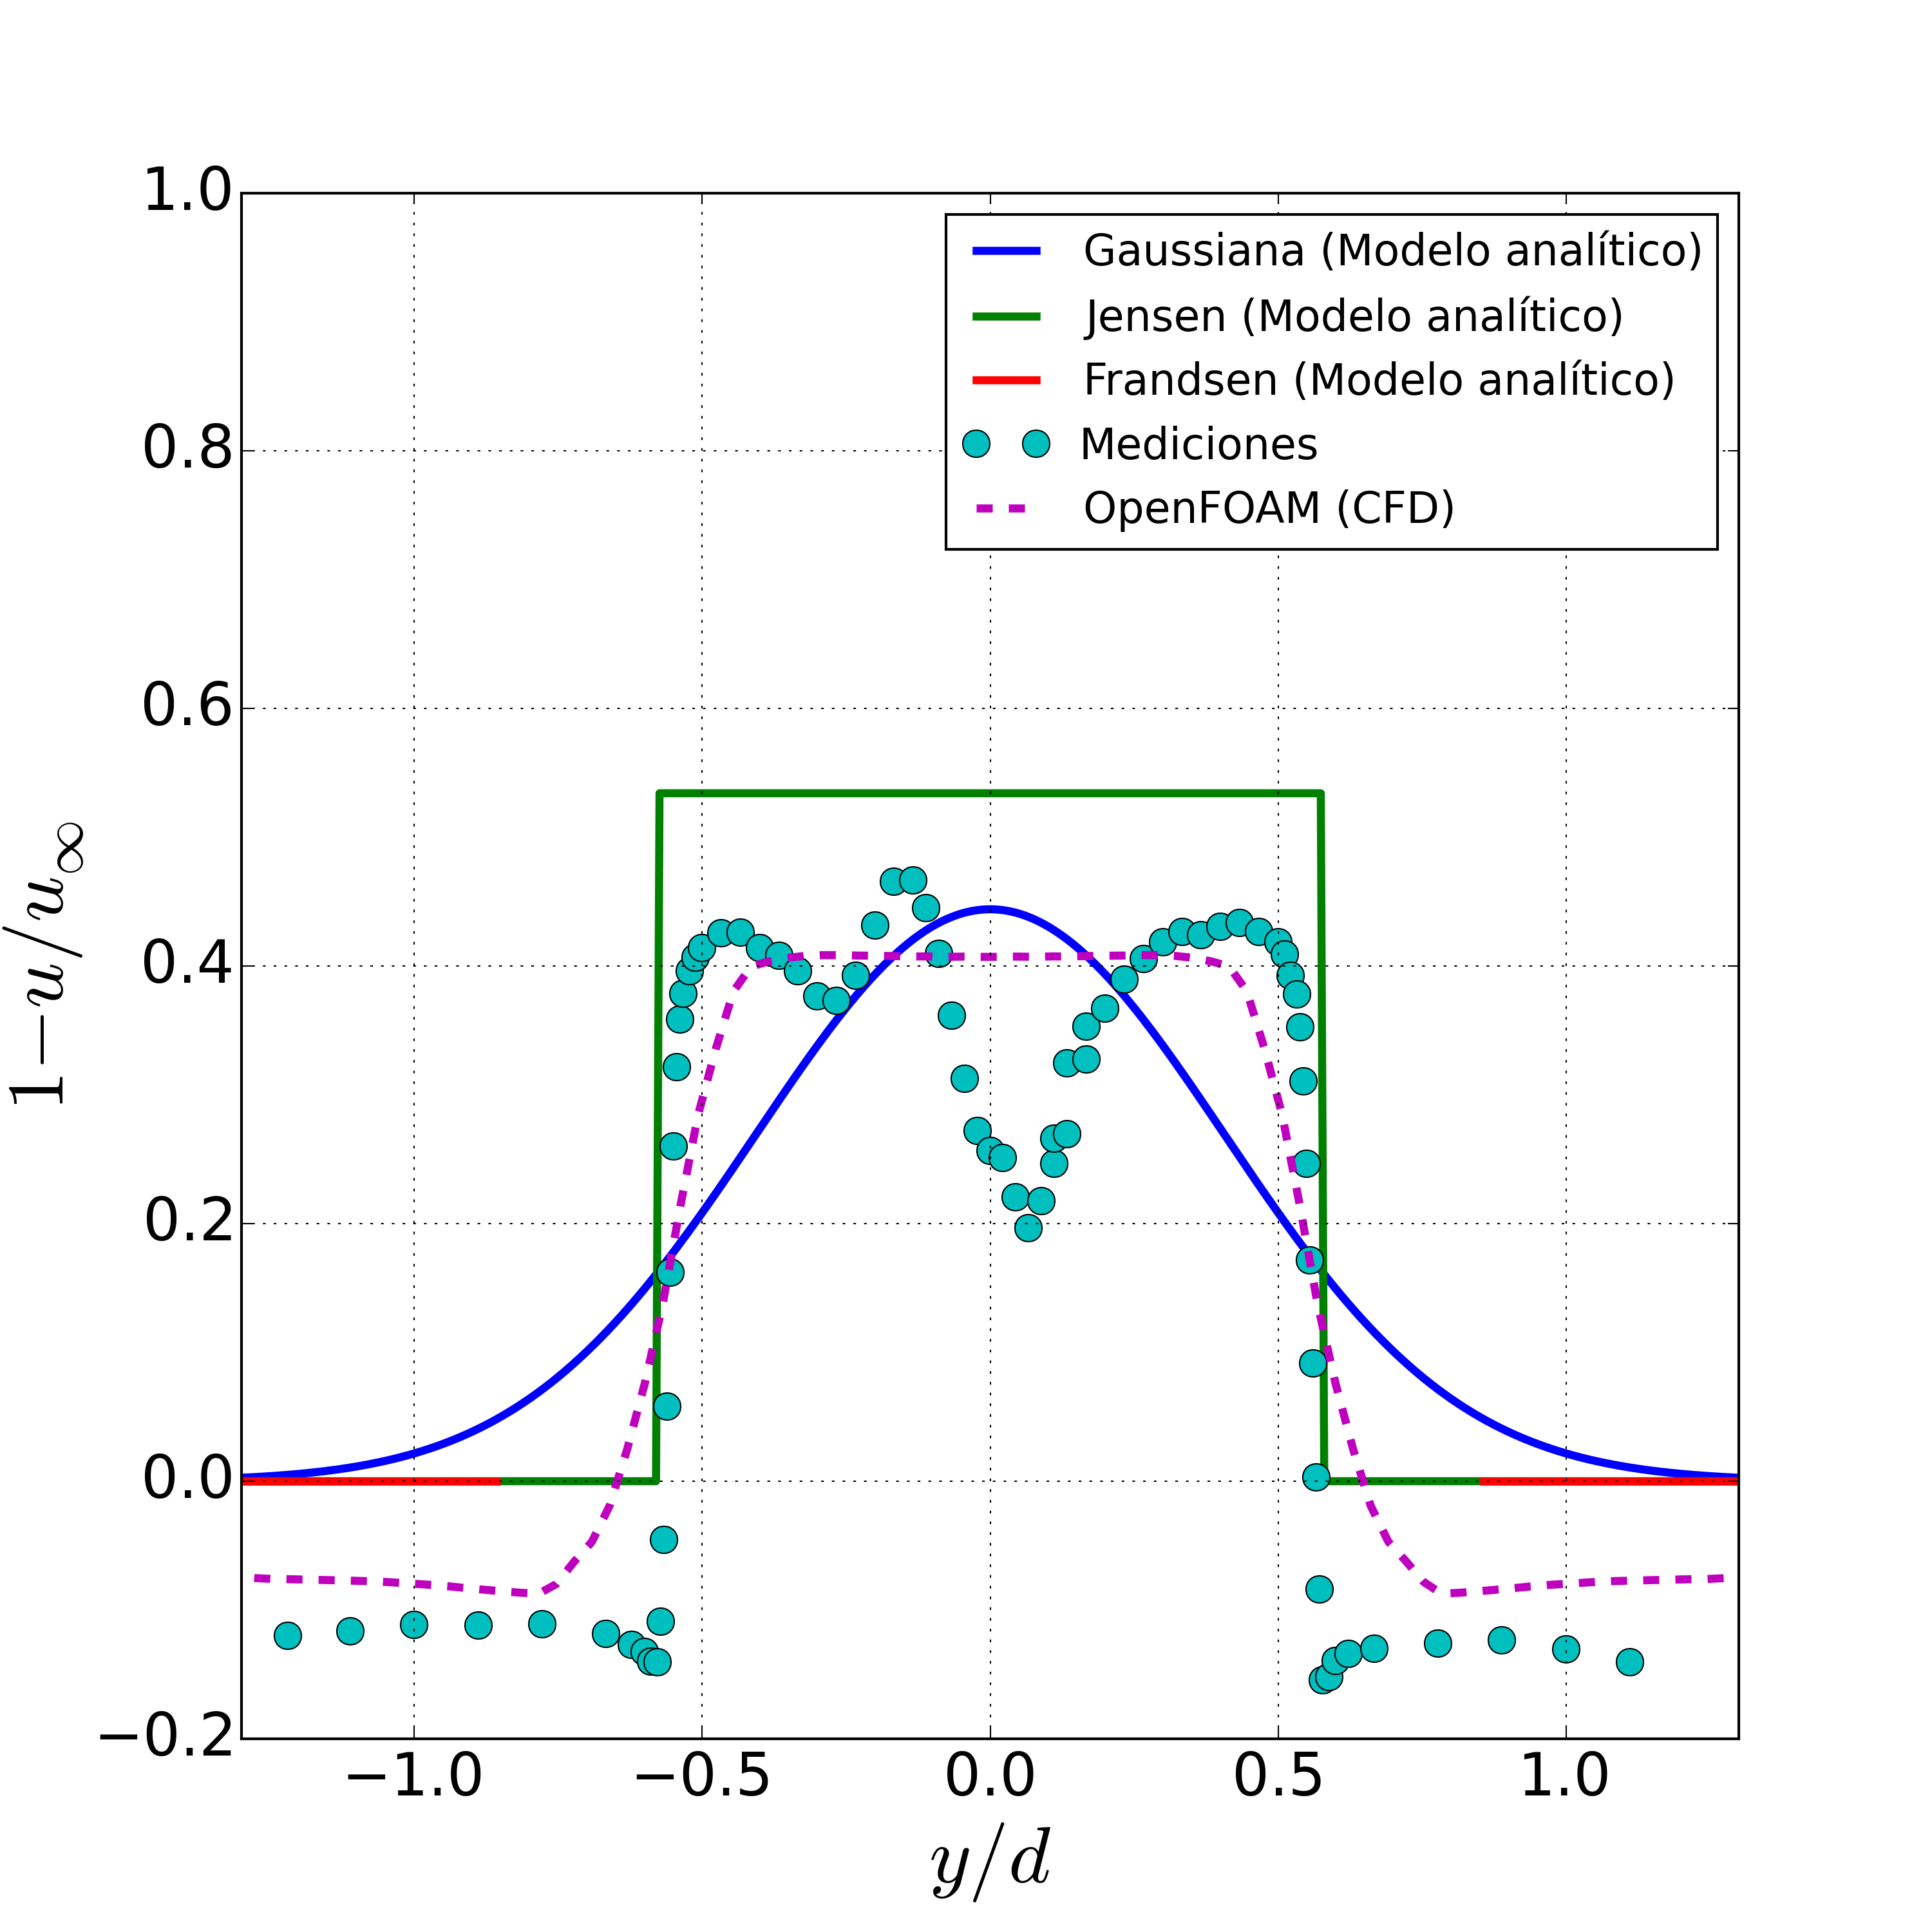 Gaussiana (Modelo analítico)
Jensen (Modelo analítico)
Frandsen (Modelo analítico)
Mediciones
OpenFOAM (CFD)
1.0
0.8
0.6
0.4
0.2
0.0
−0.2
1−u/u∞
−1.0 −0.5 0.0 0.5 1.0
y/d